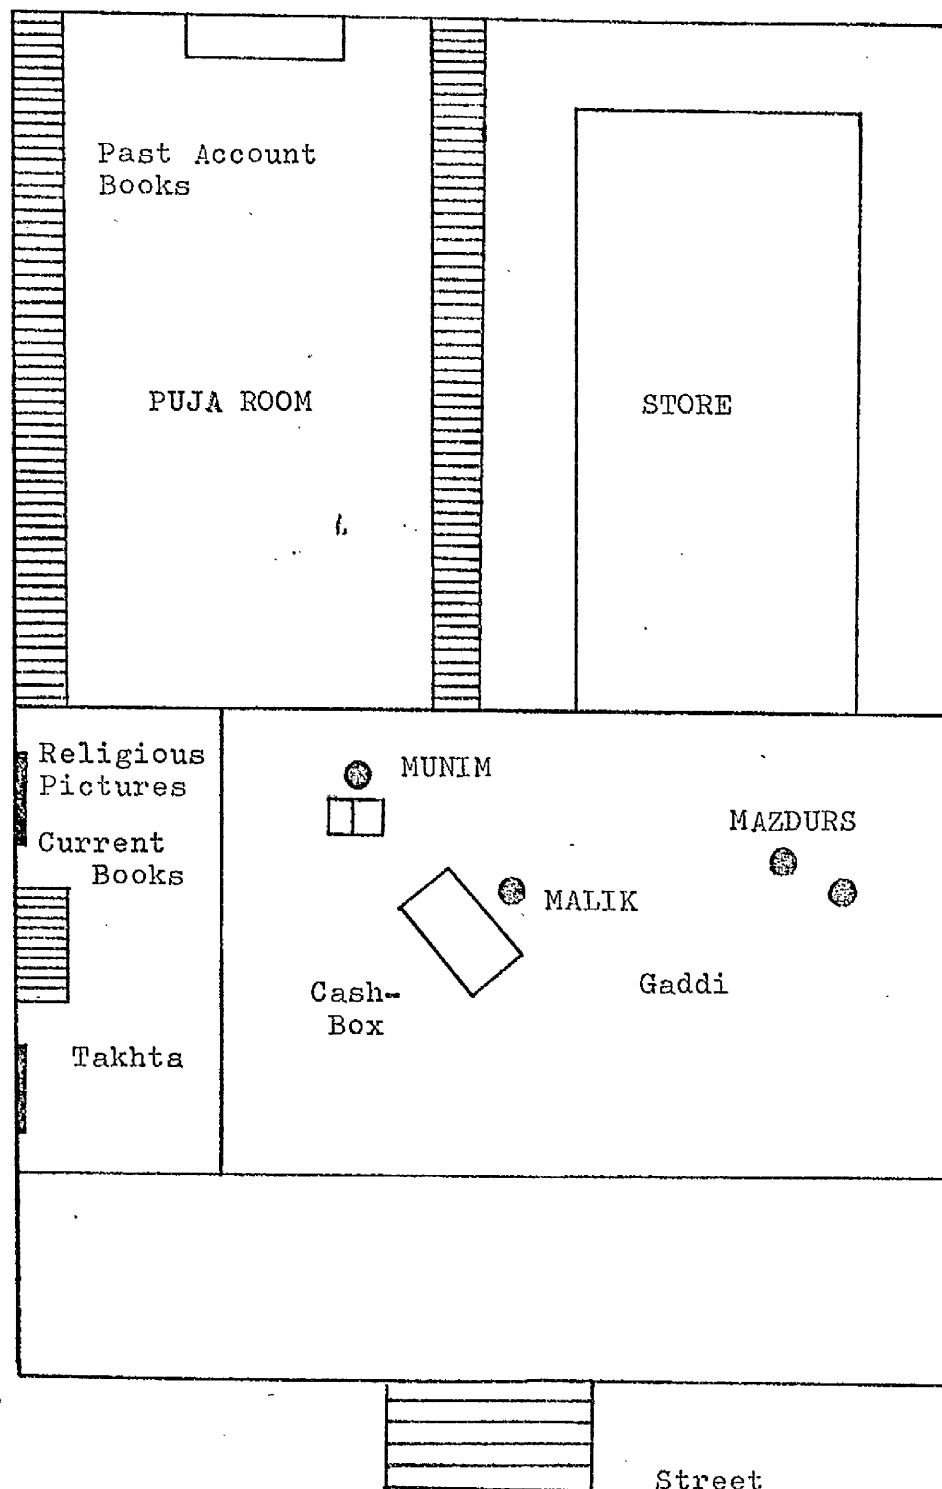 Past Account
Books
PUJA ROOM
STORE
Religious
Pictures
Current
Books
Takhta
MUNIM
MALIK
MAZDURS
Cash-
Box
Gaddi
Street